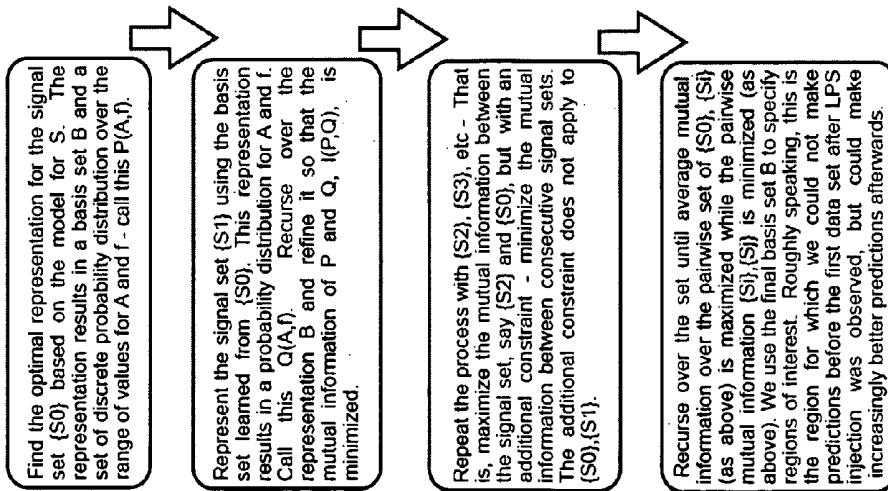 Find the optimal representation for the signal
set {S0} based on the model for S. The
representation results in a basis set B and a
set of discrete probability distribution over the
range of values for A and f - call this P(A,f).
Represent the signal set {S1} using the basis
set learned from {S0}. This representation
results in a probability distribution for A and f.
Call this Q(A,f). Recurse over the
representation B and refine it so that the
mutual information of P and Q, I(P,Q), is
minimized.
Repeat the process with {S2}, {S3}, etc - That
is, maximize the mutual information between
the signal set, say {S2} and {S0}, but with an
additional constraint - minimize the mutual
information between consecutive signal sets.
The additional constraint does not apply to
{S0},{S1}.
Recurse over the set until average mutual
information over the pairwise set of {S0}, {Si}
(as above) is maximized while the pairwise
mutual information {Si},{Sj} is minimized (as
above). We use the final basis set B to specify
regions of interest. Roughly speaking, this is
the region for which we could not make
predictions before the first data set after LPS
injection was observed, but could make
increasingly better predictions afterwards.